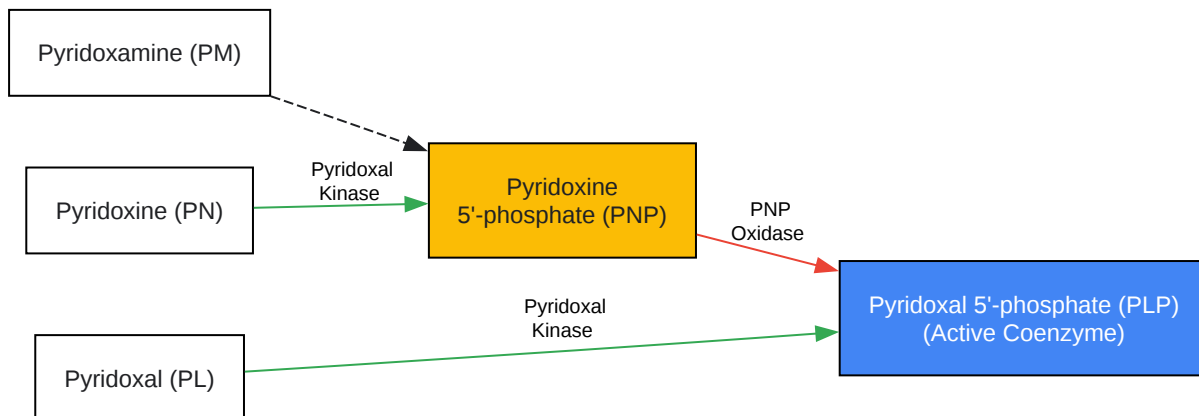 Pyridoxamine (PM)
Pyridoxal
Kinase
Pyridoxine (PN)
Pyridoxine
5'-phosphate (PNP)
PNP
Oxidase
Pyridoxal 5'-phosphate (PLP)
(Active Coenzyme)
Pyridoxal
Kinase
Pyridoxal (PL)